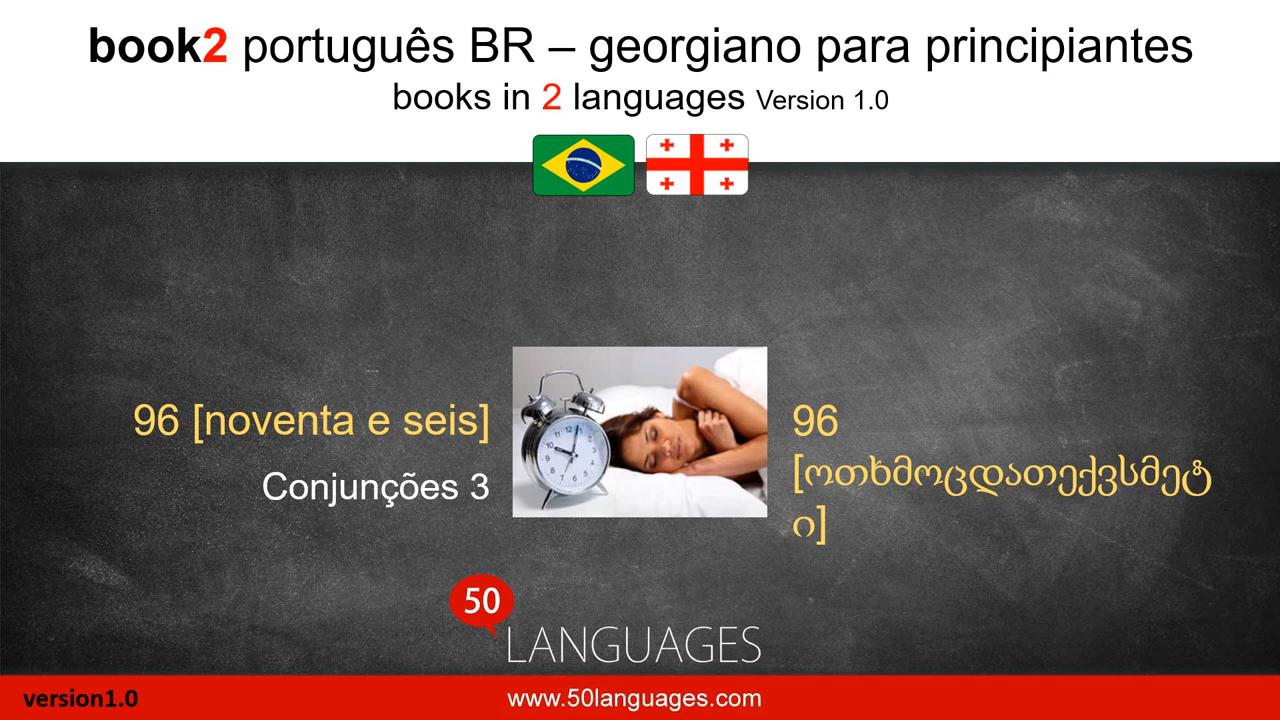 book2 português BR – georgiano para principiantes
books in 2 languages Version 1.0
96 [noventa e seis]
Conjunções 3
96
[ოთხმოცდათექვსმეტ
ი]
50
LANGUAGES
version1.0
www.50languages.com